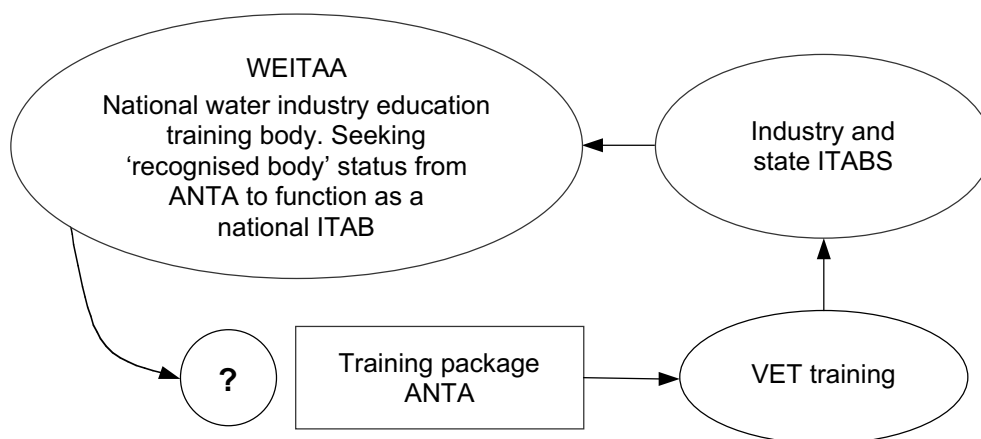 WEITAA
National water industry education
training body. Seeking
‘recognised body’ status from
ANTA to function as a
national ITAB
Industry and
state ITABS
?
Training package
ANTA
VET training